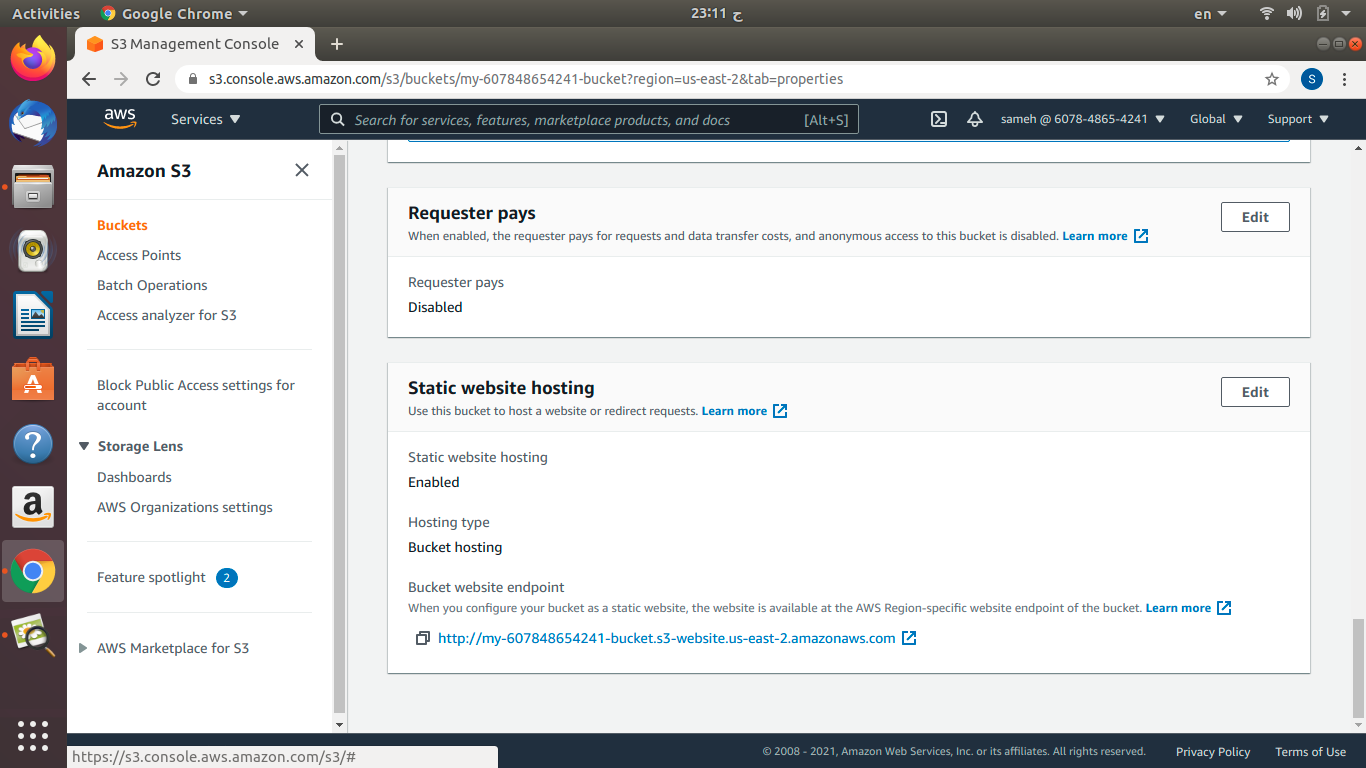 Activities
Google Chrome
23:11 ج
en
S3 Management Console
s3.console.aws.amazon.com/s3/buckets/my-607848654241-bucket?region=us-east-2&tab=properties
S
aws
Services
Search for services, features, marketplace products, and docs
[Alt+S]
sameh @ 6078-4865-4241
Global
Support
Amazon S3
Buckets
Access Points
Batch Operations
Access analyzer for S3
Block Public Access settings for
account
Storage Lens
Dashboards
AWS Organizations settings
Feature spotlight 2
AWS Marketplace for S3
Requester pays
Edit
When enabled, the requester pays for requests and data transfer costs, and anonymous access to this bucket is disabled. Learn more
Requester pays
Disabled
Static website hosting
Edit
Use this bucket to host a website or redirect requests. Learn more
Static website hosting
Enabled
Hosting type
Bucket hosting
Bucket website endpoint
When you configure your bucket as a static website, the website is available at the AWS Region-specific website endpoint of the bucket. Learn more
http://my-607848654241-bucket.s3-website.us-east-2.amazonaws.com
https://s3.console.aws.amazon.com/s3/#
© 2008 - 2021, Amazon Web Services, Inc. or its affiliates. All rights reserved.
Privacy Policy
Terms of Use